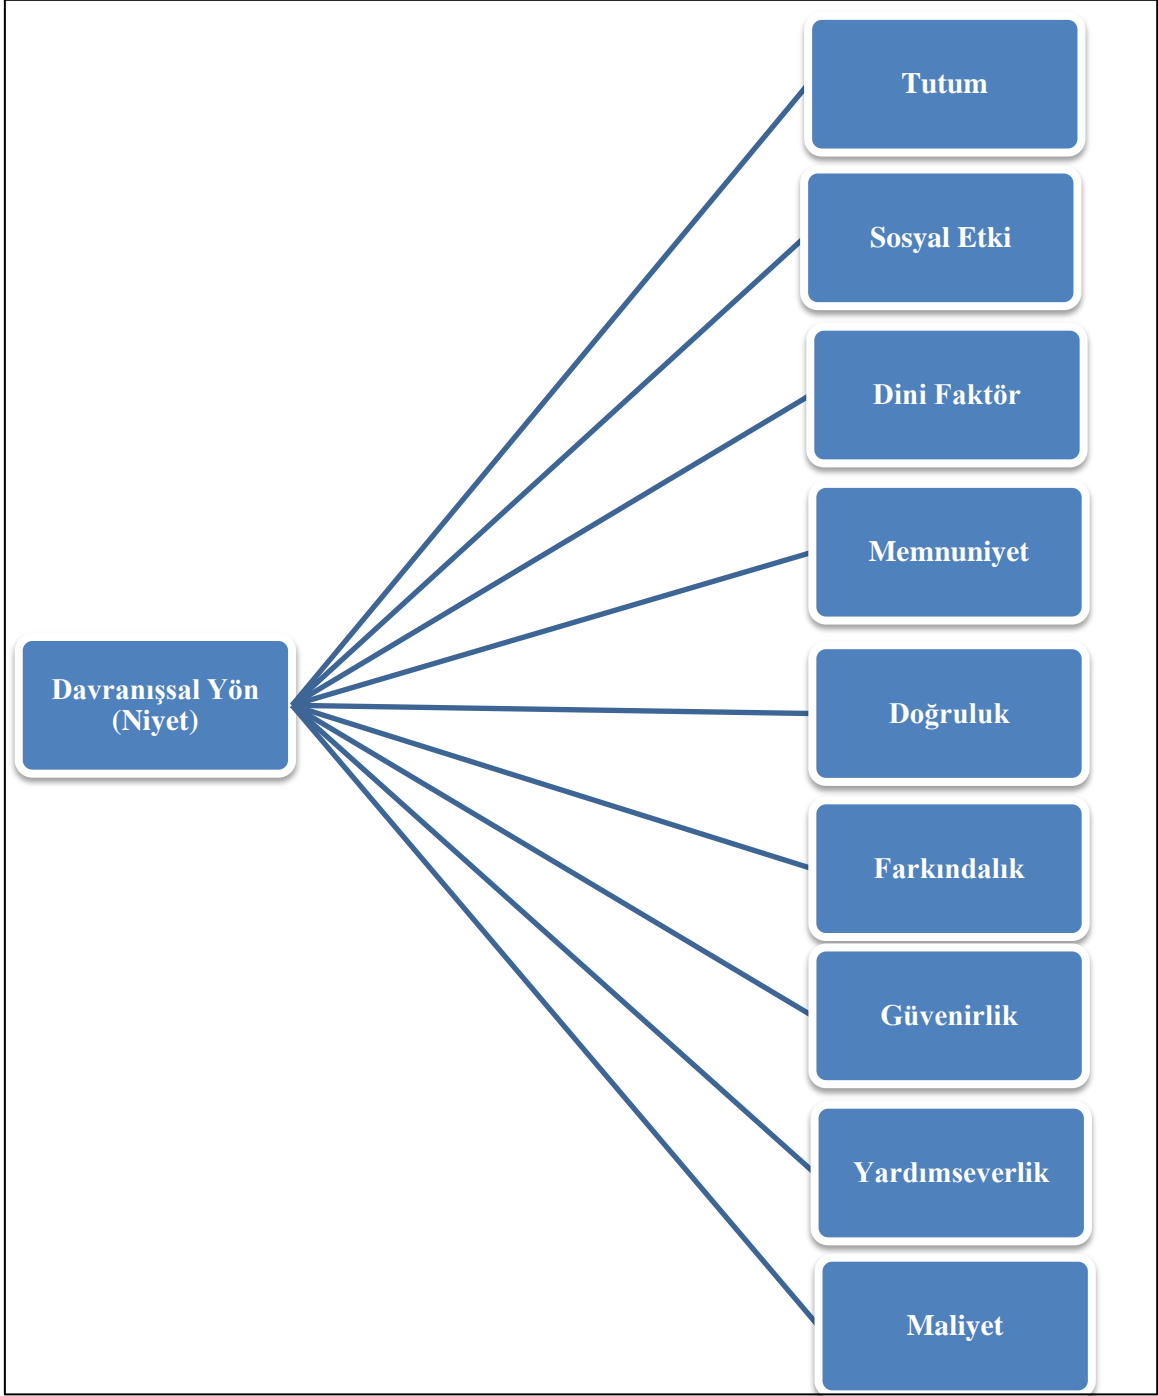 Tutum
Sosyal Etki
Dini Faktör
Memnuniyet
Davranışsal Yön
(Niyet)
Doğruluk
Farkındalık
Güvenirlik
Yardımseverlik
Maliyet